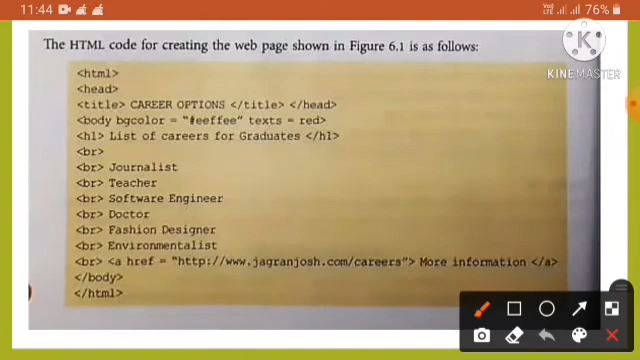 11:44
VoD
LTE
76%
KINEMASTER
The HTML code for creating the web page shown in Figure 6.1 is as follows:
<html>
<head>
<title> CAREER OPTIONS </title> </head>
<body bgcolor = "#eeffee" texts = red>
<h1> List of careers for Graduates </h1>
<br>
<br> Journalist
<br> Teacher
<br> Software Engineer
<br> Doctor
<br> Fashion Designer
<br> Environmentalist
<br> <a href = "http://www.jagranjosh.com/careers"> More information </a>
</body>
</html>